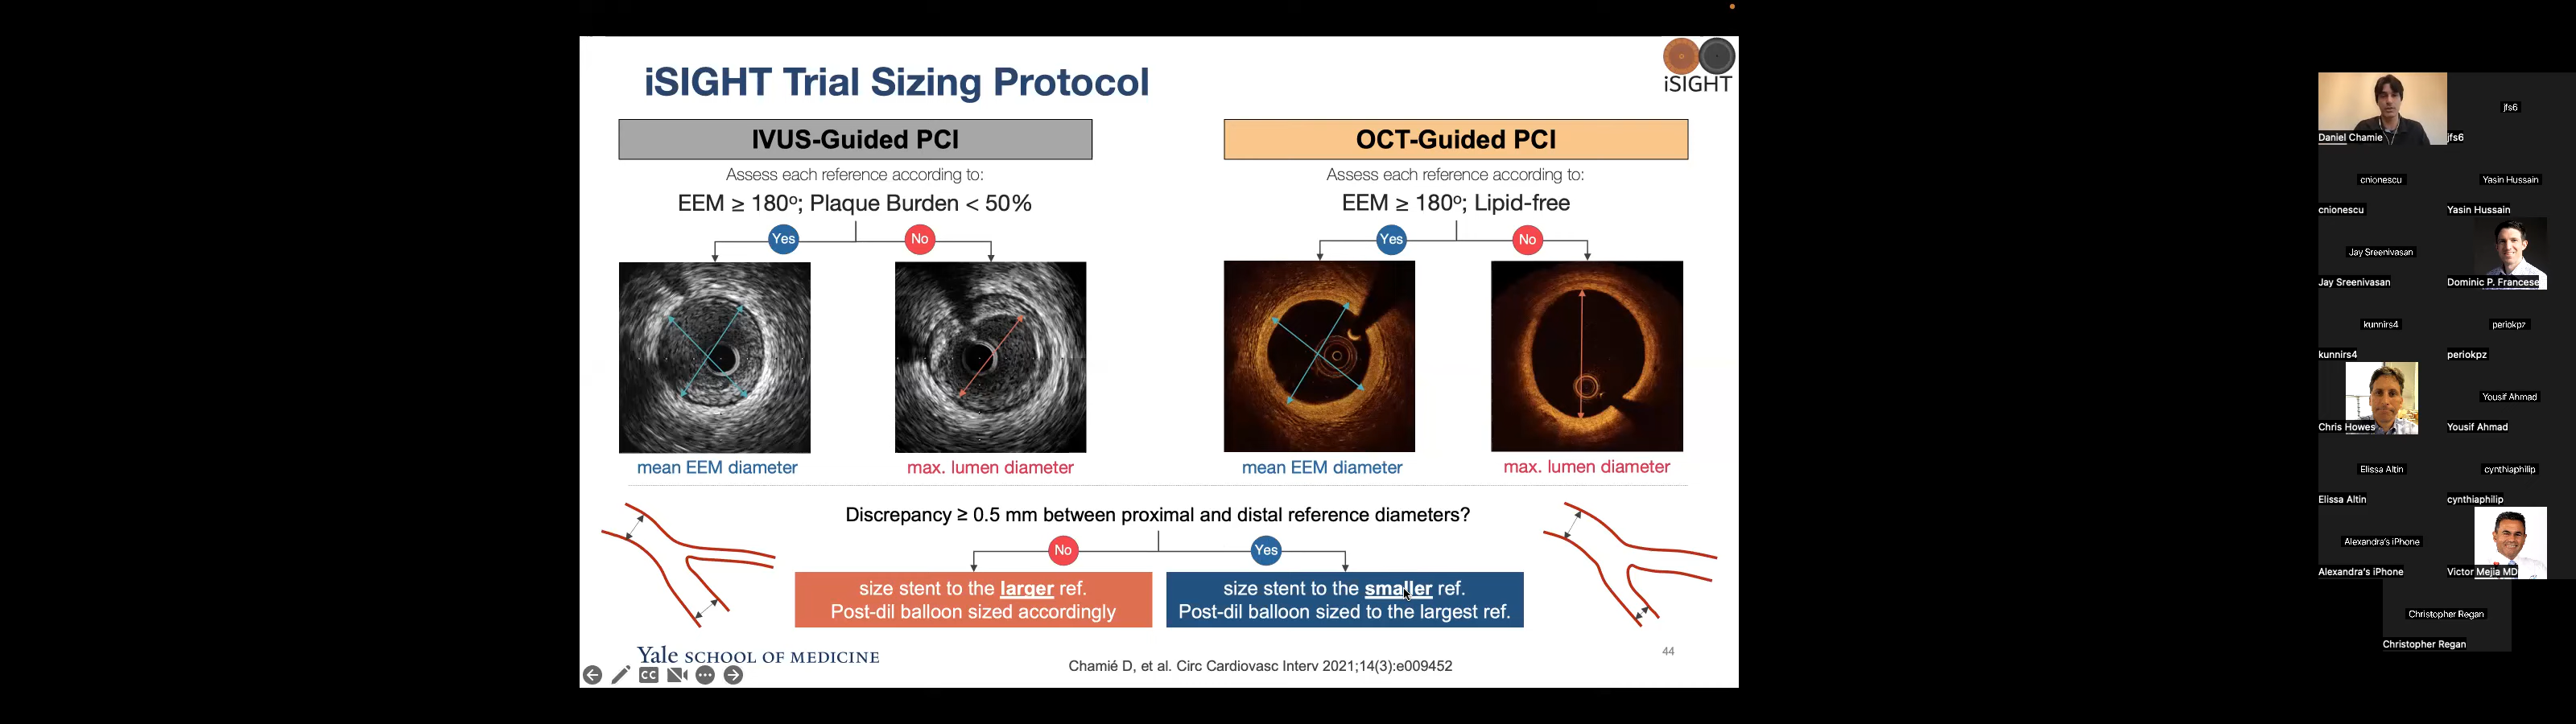 iSIGHT Trial Sizing Protocol
iSIGHT
IVUS-Guided PCI
Assess each reference according to:
EEM ≥ 180º; Plaque Burden < 50%
Yes
No
mean EEM diameter
max. lumen diameter
OCT-Guided PCI
Assess each reference according to:
EEM ≥ 180º; Lipid-free
Yes
No
mean EEM diameter
max. lumen diameter
Discrepancy ≥ 0.5 mm between proximal and distal reference diameters?
No
Yes
size stent to the larger ref.
Post-dil balloon sized accordingly
size stent to the smaller ref.
Post-dil balloon sized to the largest ref.
Yale SCHOOL OF MEDICINE
44
Chamié D, et al. Circ Cardiovasc Interv 2021;14(3):e009452
CC
Daniel Chamie
jfs6
jfs6
cnionescu
cnionescu
Yasin Hussain
Yasin Hussain
Jay Sreenivasan
Jay Sreenivasan
Dominic P. Francese
kunnirs4
kunnirs4
periokpz
periokpz
Chris Howes
Yousif Ahmad
Yousif Ahmad
Elissa Altin
Elissa Altin
cynthiaphilip
cynthiaphilip
Alexandra's iPhone
Alexandra's iPhone
Victor Mejia MD
Christopher Regan
Christopher Regan